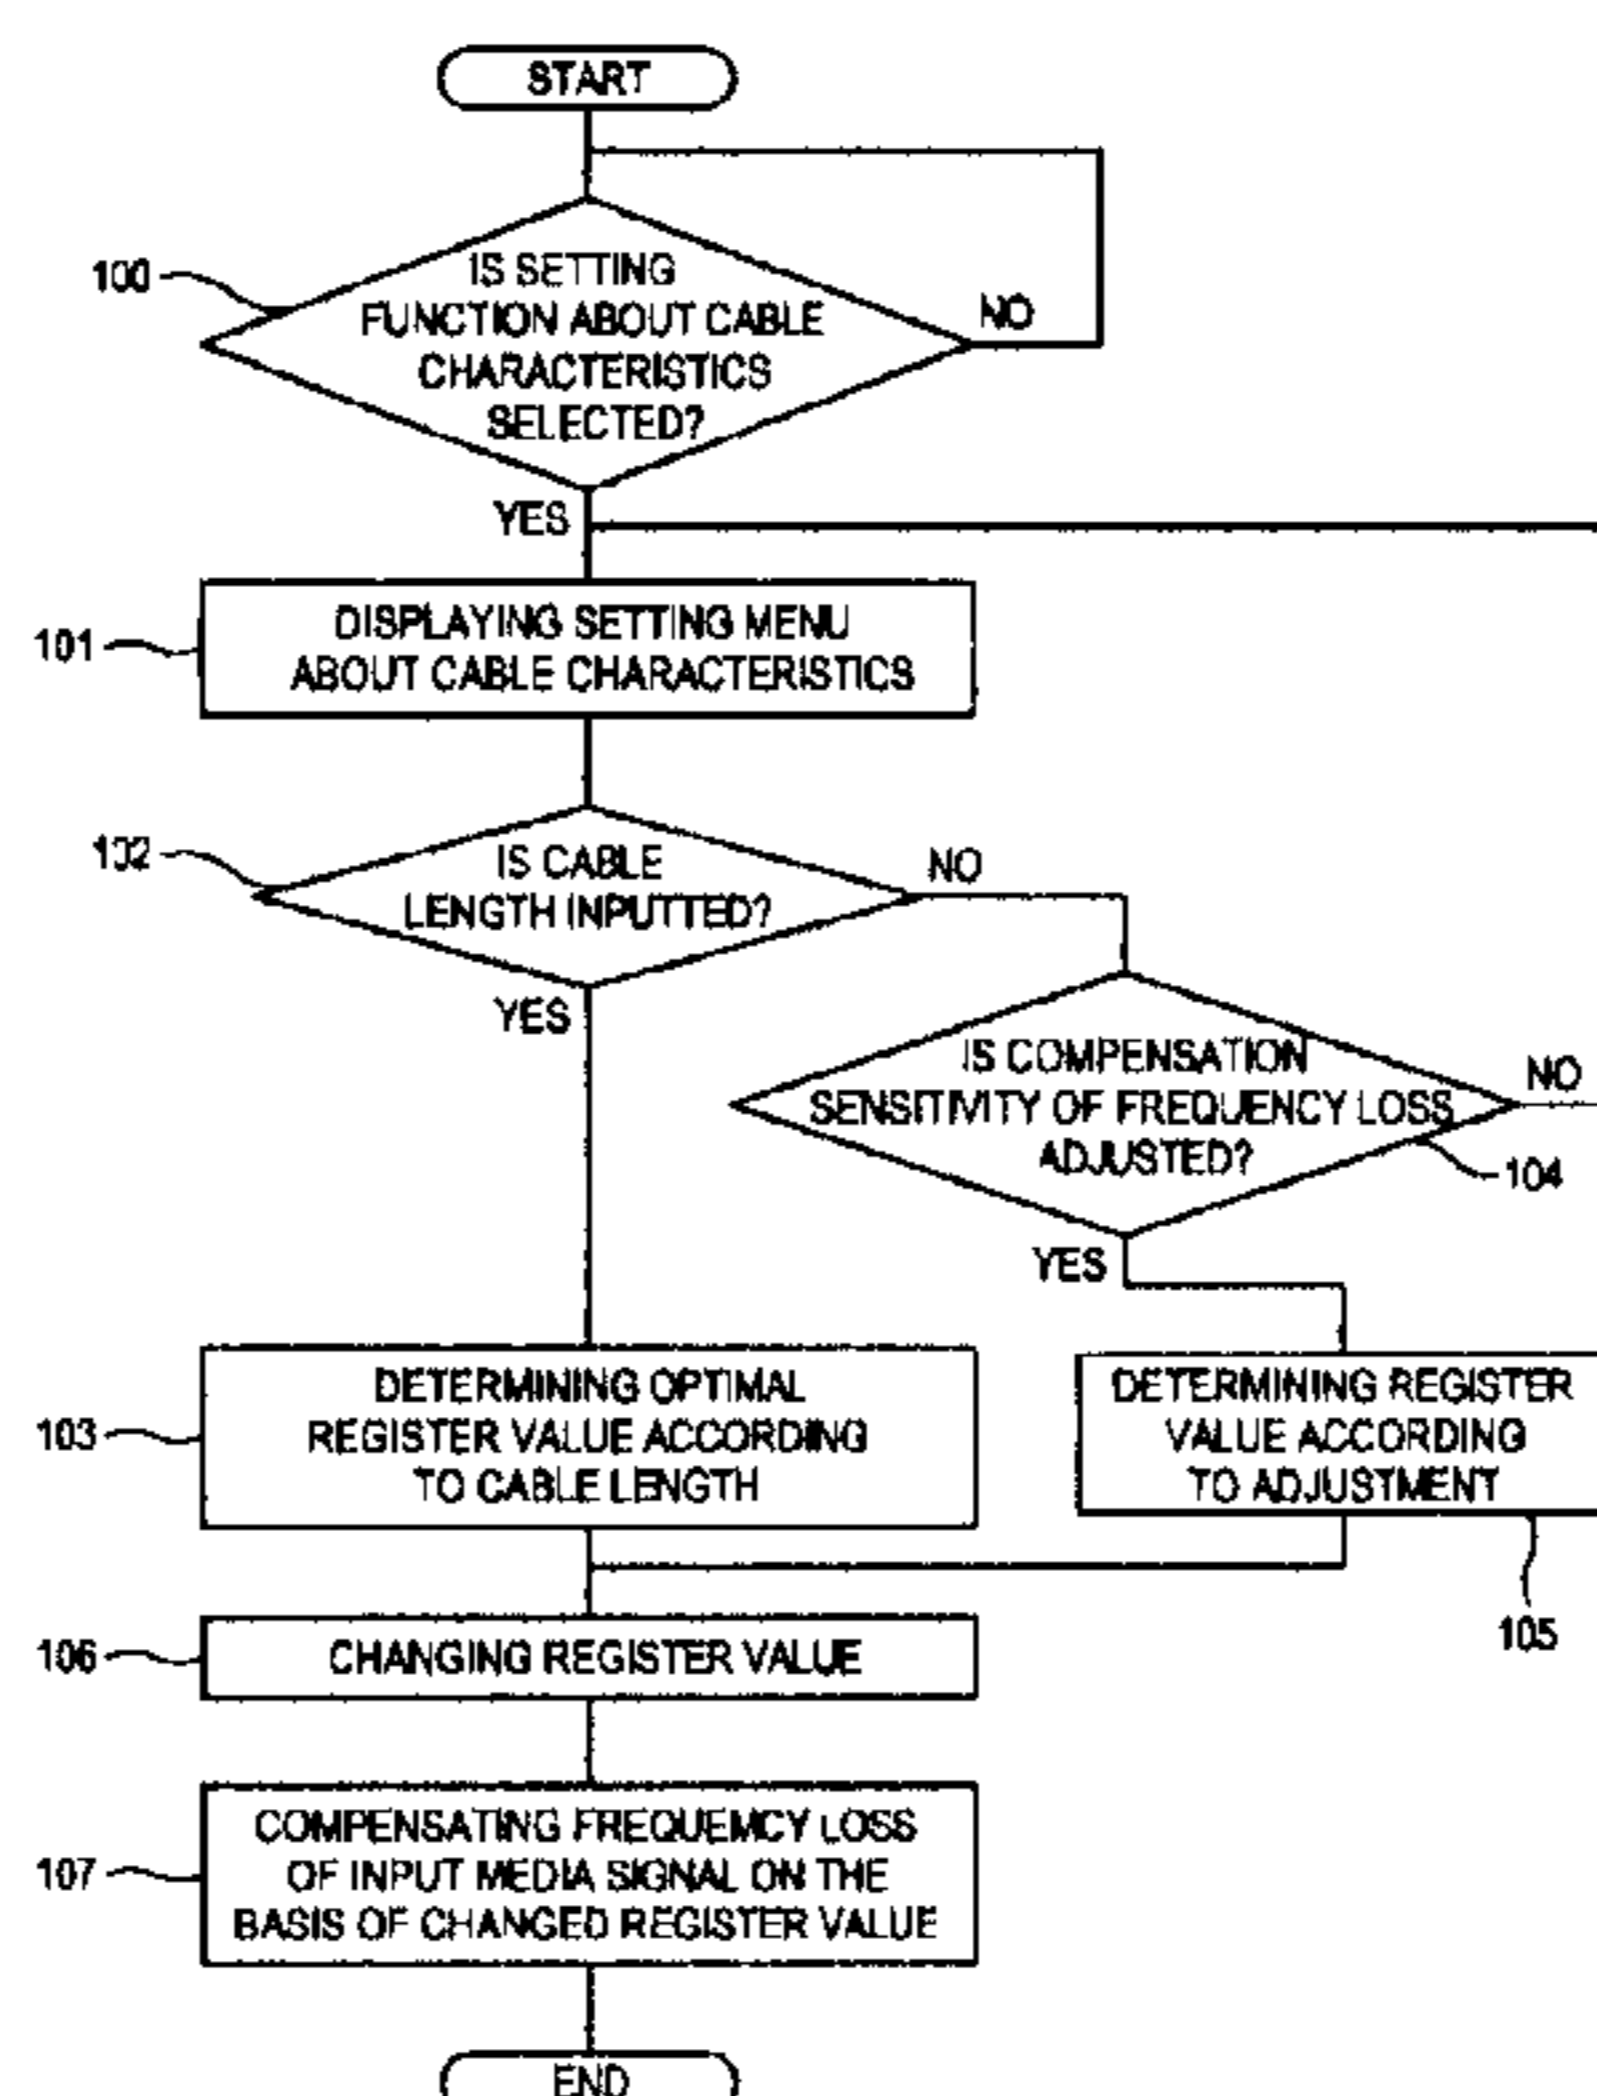 START
100
IS SETTING
FUNCTION ABOUT CABLE
CHARACTERISTICS
SELECTED?
NO
YES
101
DISPLAYING SETTING MENU
ABOUT CABLE CHARACTERISTICS
102
IS CABLE
LENGTH INPUTTED?
NO
YES
IS COMPENSATION
SENSITIVITY OF FREQUENCY LOSS
ADJUSTED?
NO
104
YES
103
DETERMINING OPTIMAL
REGISTER VALUE ACCORDING
TO CABLE LENGTH
DETERMINING REGISTER
VALUE ACCORDING
TO ADJUSTMENT
105
106
CHANGING REGISTER VALUE
107
COMPENSATING FREQUEMCY LOSS
OF INPUT MEDIA SIGNAL ON THE
BASIS OF CHANGED REGISTER VALUE
END